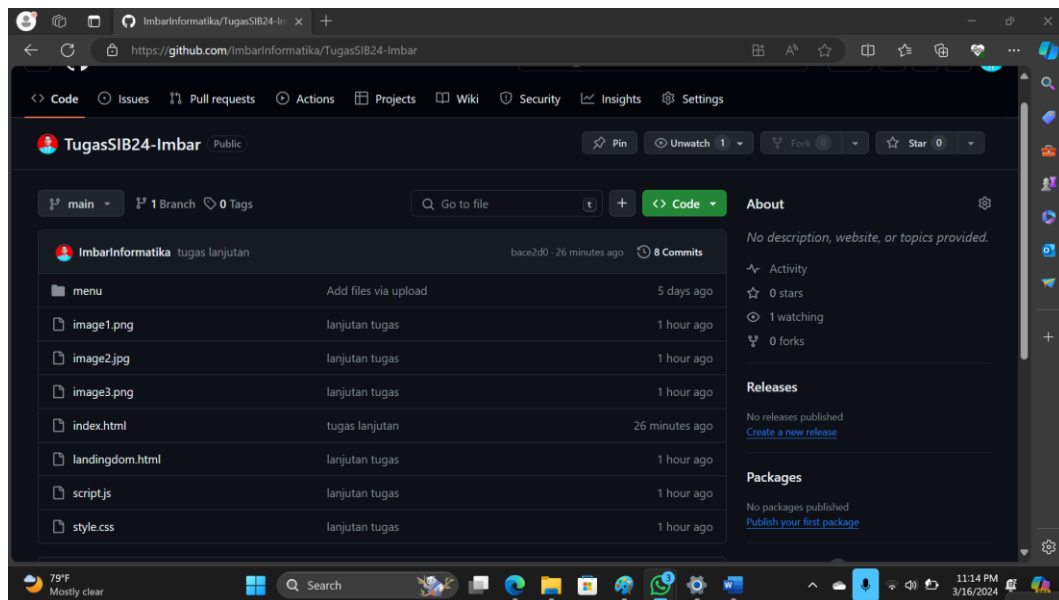 ImbarInformatika/TugasSIB24-Im
https://github.com/ImbarInformatika/TugasSIB24-Imbar
Code Issues Pull requests Actions Projects Wiki Security Insights Settings
TugasSIB24-Imbar Public Pin Unwatch 1 Fork 0 Star 0
main 1 Branch 0 Tags Go to file t + Code
About
No description, website, or topics provided.
ImbarInformatika tugas lanjutan bace2d0 · 26 minutes ago 8 Commits
Activity
menu Add files via upload 5 days ago
0 stars
image1.png lanjutan tugas 1 hour ago
1 watching
0 forks
image2.jpg lanjutan tugas 1 hour ago
Releases
image3.png lanjutan tugas 1 hour ago
No releases published
index.html tugas lanjutan 26 minutes ago
Create a new release
landingdom.html lanjutan tugas 1 hour ago
Packages
script.js lanjutan tugas 1 hour ago
No packages published
Publish your first package
style.css lanjutan tugas 1 hour ago
79°F
Mostly clear
Search
3
11:14 PM
3/16/2024